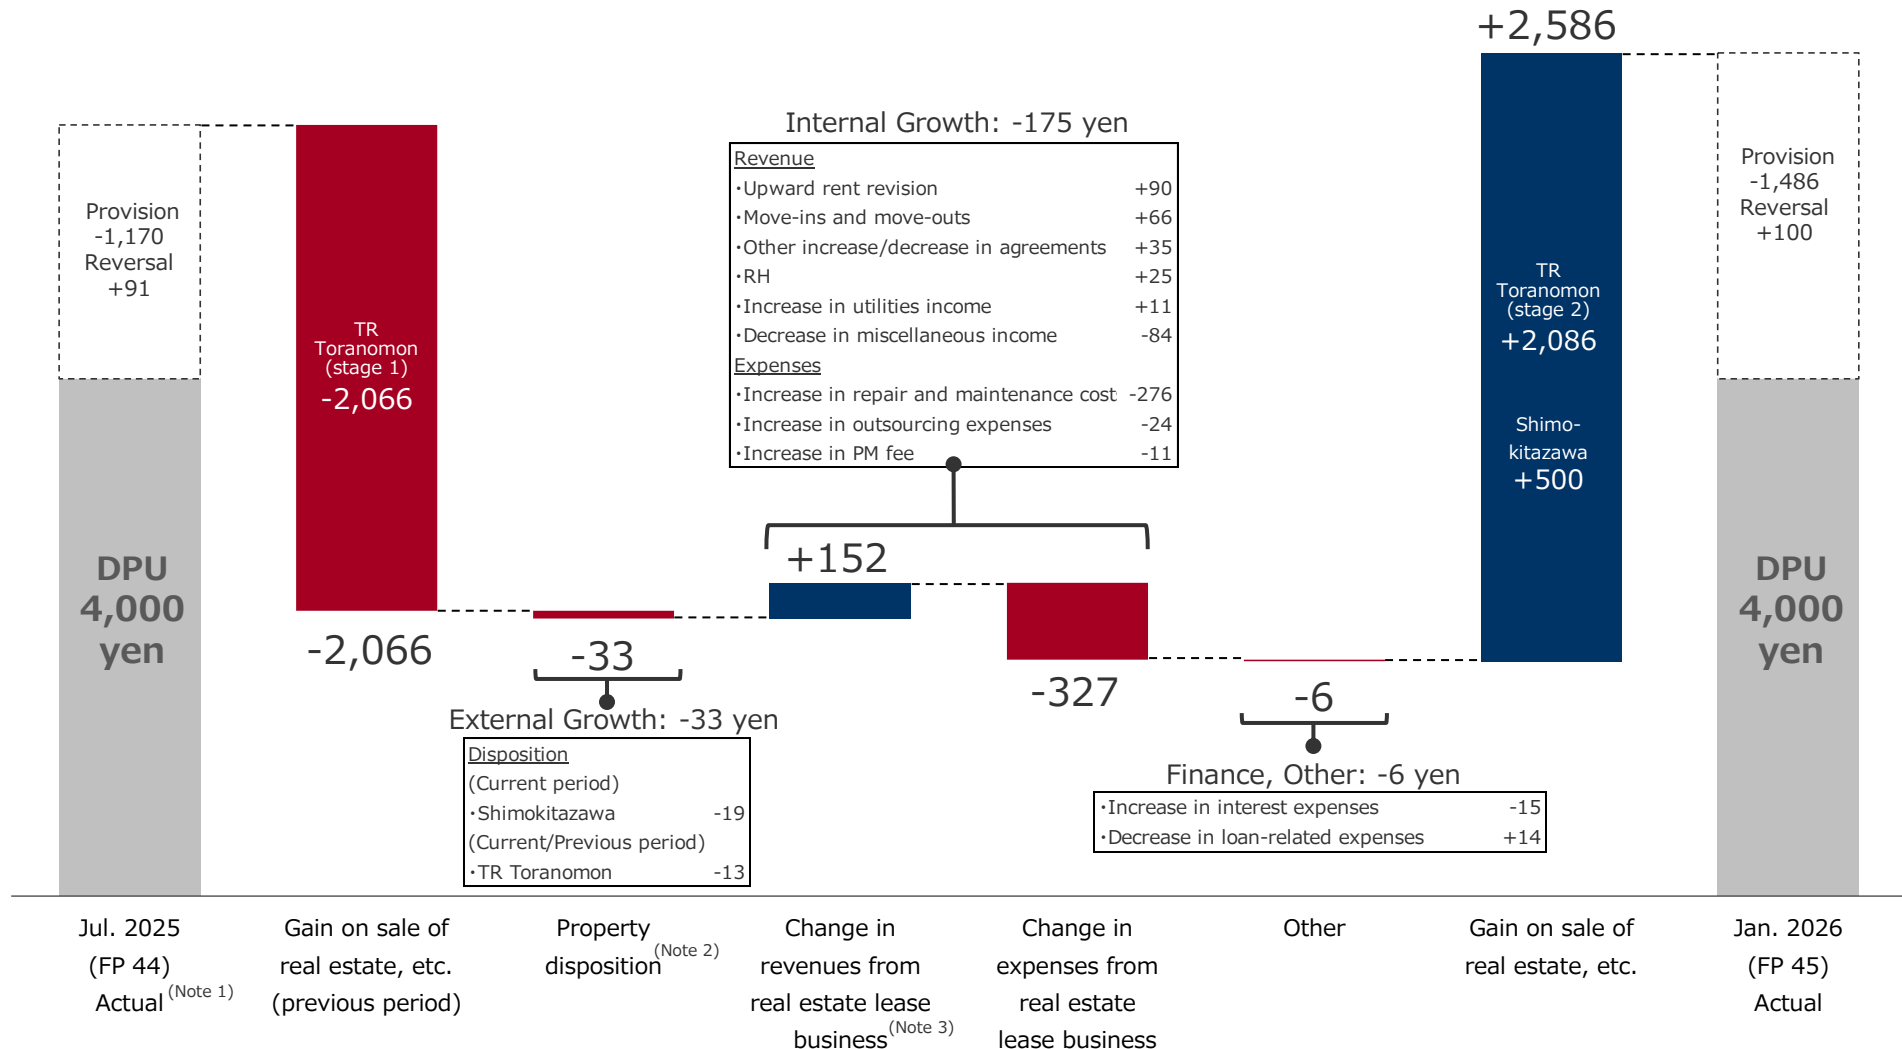 +2,586
Internal Growth: -175 yen
Revenue
・Upward rent revision +90
・Move-ins and move-outs +66
・Other increase/decrease in agreements +35
・RH +25
・Increase in utilities income +11
・Decrease in miscellaneous income -84
Expenses
・Increase in repair and maintenance cost -276
・Increase in outsourcing expenses -24
・Increase in PM fee -11
Provision
-1,170
Reversal
+91
DPU
4,000
yen
TR
Toranomon
(stage 1)
-2,066
-2,066
-33
External Growth: -33 yen
Disposition
(Current period)
・Shimokitazawa -19
(Current/Previous period)
・TR Toranomon -13
+152
-327
-6
Finance, Other: -6 yen
・Increase in interest expenses -15
・Decrease in loan-related expenses +14
TR
Toranomon
(stage 2)
+2,086
Shimo-
kitazawa
+500
Provision
-1,486
Reversal
+100
DPU
4,000
yen
Jul. 2025
(FP 44)
Actual (Note 1)
Gain on sale of
real estate, etc.
(previous period)
Property
disposition (Note 2)
Change in
revenues from
real estate lease
business (Note 3)
Change in
expenses from
real estate
lease business
Other
Gain on sale of
real estate, etc.
Jan. 2026
(FP 45)
Actual